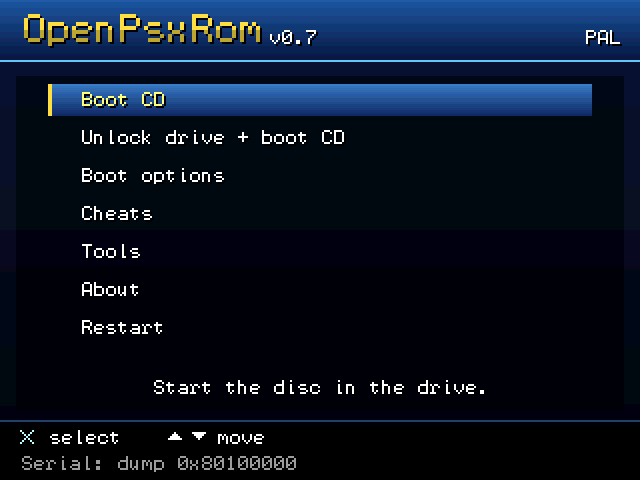 OpenPsxRom v0.7 PAL
Boot CD
Unlock drive + boot CD
Boot options
Cheats
Tools
About
Restart
Start the disc in the drive.
X select ▲ ▼ move
Serial: dump 0x80100000